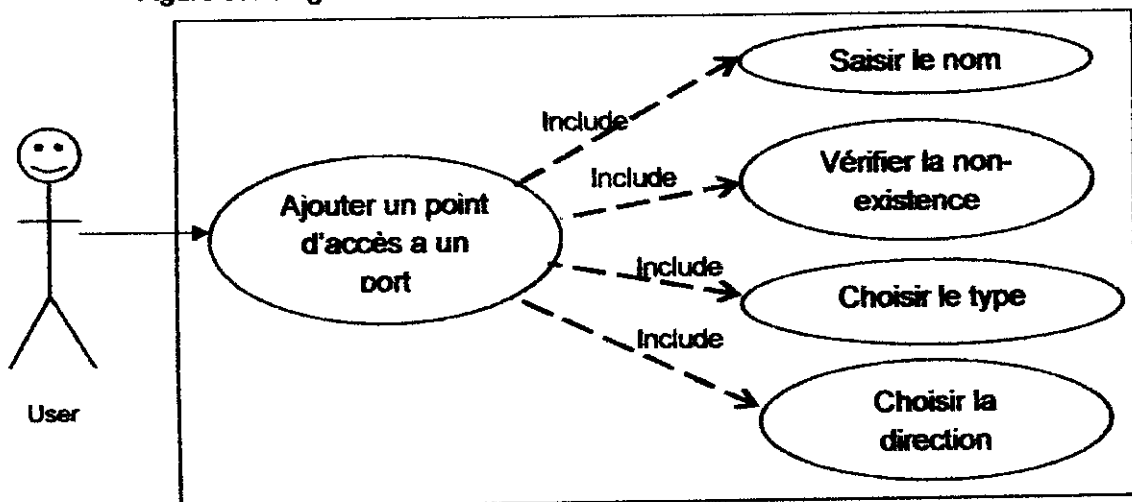 Saisir le nom
Include
Vérifier la non-
existence
Include
Ajouter un point
d'accès a un
port
Include
Choisir le type
Include
Choisir la
direction
User